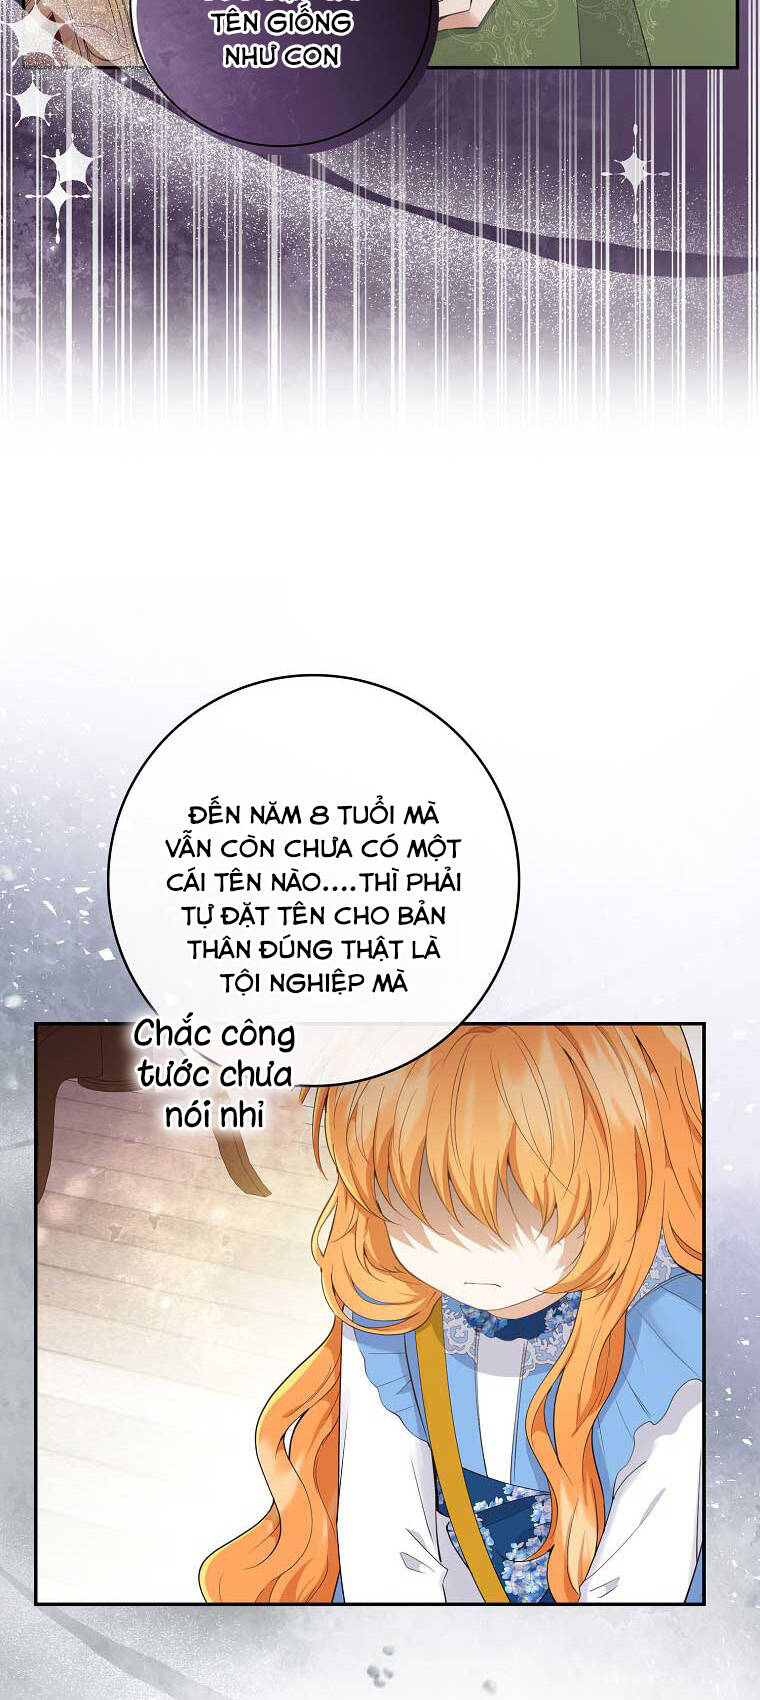 TÊN GIỐNG
NHƯ CON
ĐẾN NĂM 8 TUỔI MÀ
VẪN CÒN CHƯA CÓ MỘT
CÁI TÊN NÀO....THÌ PHẢI
TỰ ĐẶT TÊN CHO BẢN
THÂN ĐÚNG THẬT LÀ
TỘI NGHIỆP MÀ
Chắc công
tước chưa
nói nhỉ